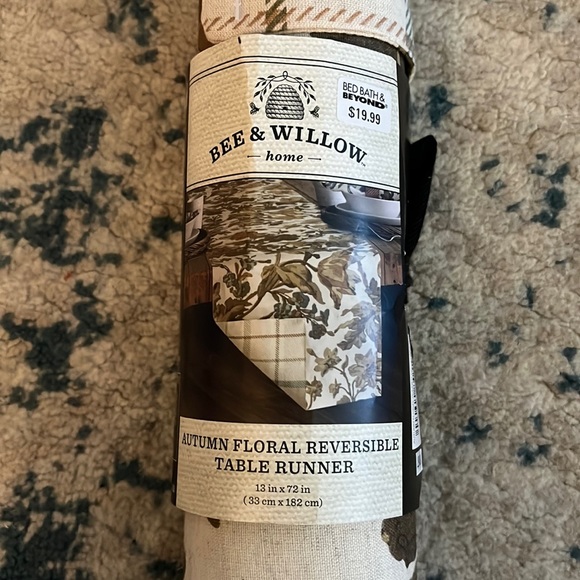 BED BATH &
BEYOND
$19.99
BEE & WILLOW™
home
AUTUMN FLORAL REVERSIBLE
TABLE RUNNER
13 in x 72 in
(33 cm x 182 cm)